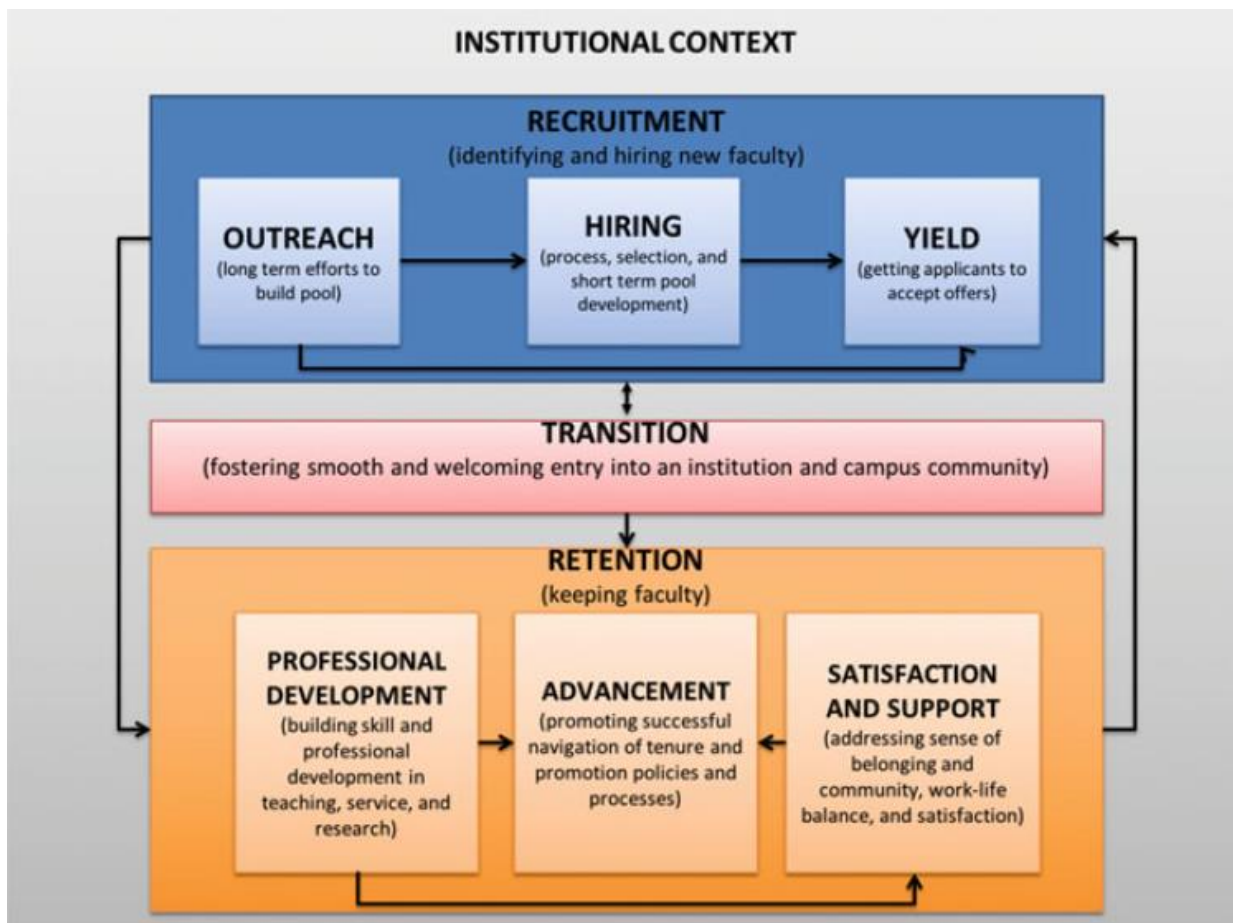 INSTITUTIONAL CONTEXT
RECRUITMENT
(identifying and hiring new faculty)
OUTREACH
(long term efforts to
build pool)
HIRING
(process, selection, and
short term pool
development)
YIELD
(getting applicants to
accept offers)
TRANSITION
(fostering smooth and welcoming entry into an institution and campus community)
RETENTION
(keeping faculty)
PROFESSIONAL
DEVELOPMENT
(building skill and
professional
development in
teaching, service, and
research)
ADVANCEMENT
(promoting successful
navigation of tenure and
promotion policies and
processes)
SATISFACTION
AND SUPPORT
(addressing sense of
belonging and
community, work-life
balance, and satisfaction)